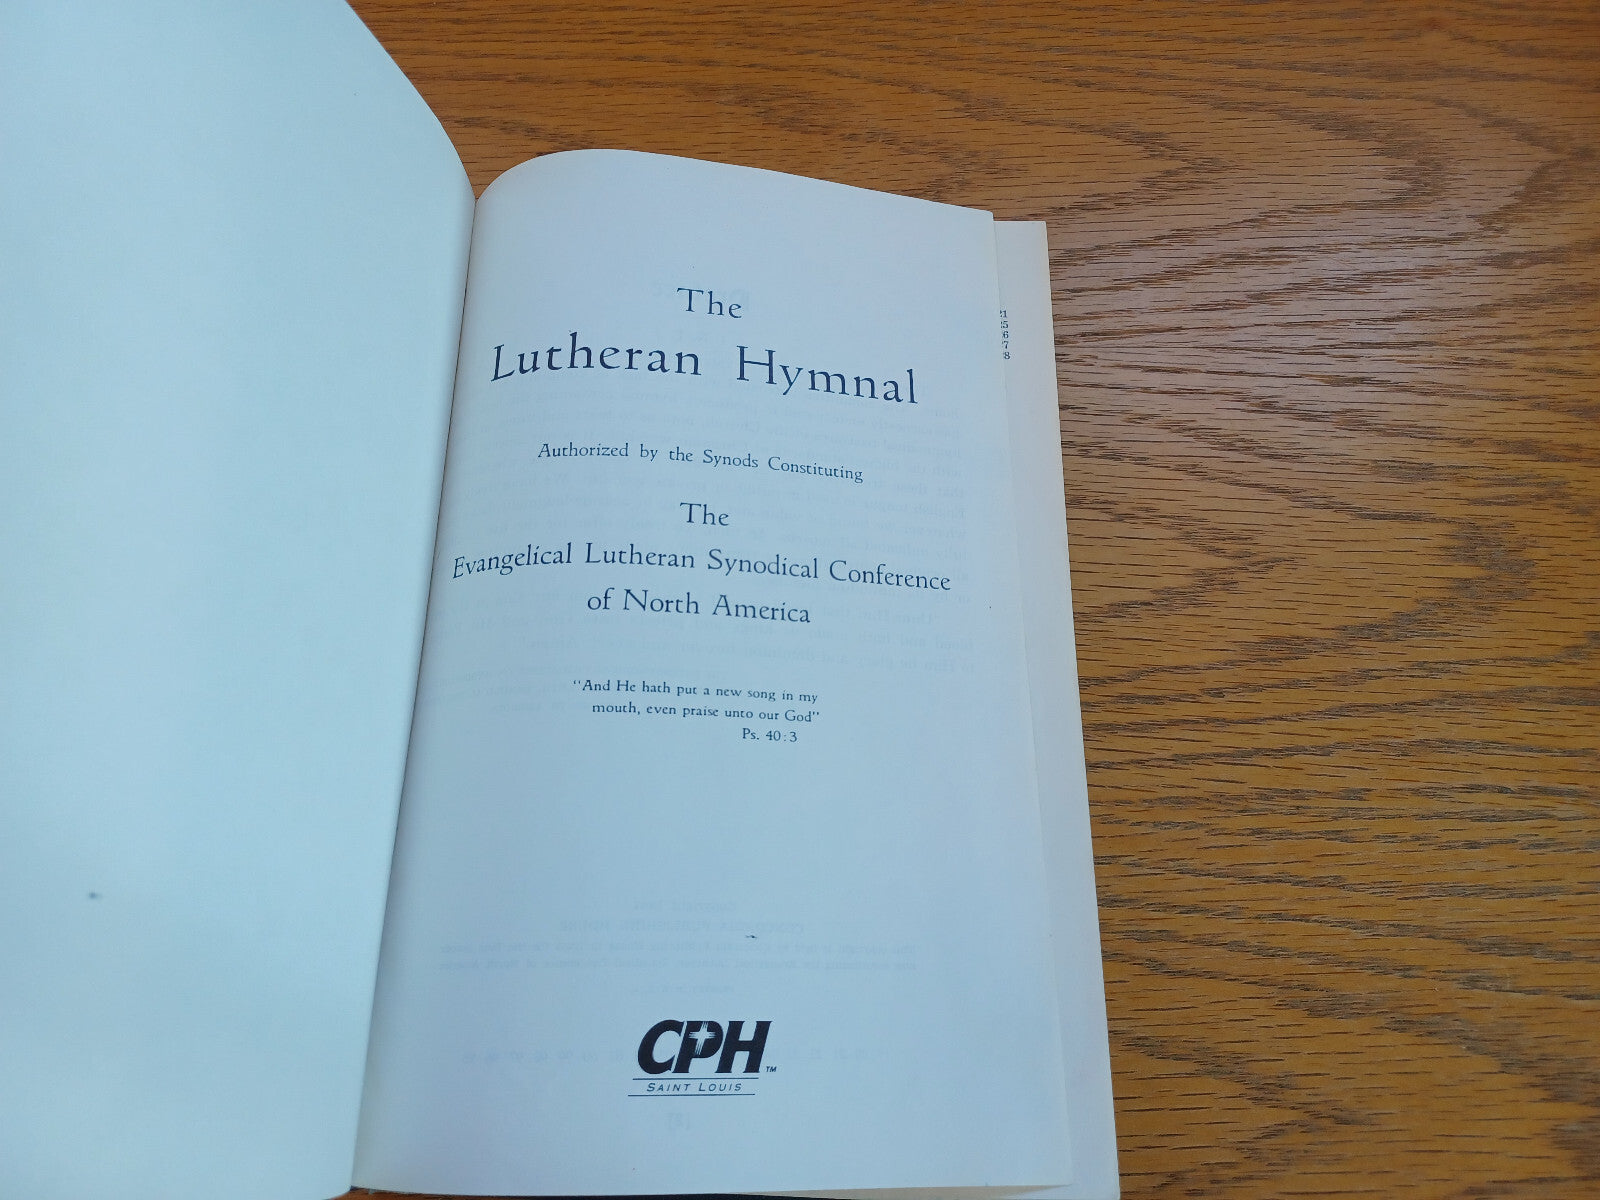 The
Lutheran Hymnal
Authorized by the Synods Constituting
The
Evangelical Lutheran Synodical Conference
of North America
"And He hath put a new song in my
mouth, even praise unto our God"
Ps. 40:3
CPH™
SAINT LOUIS